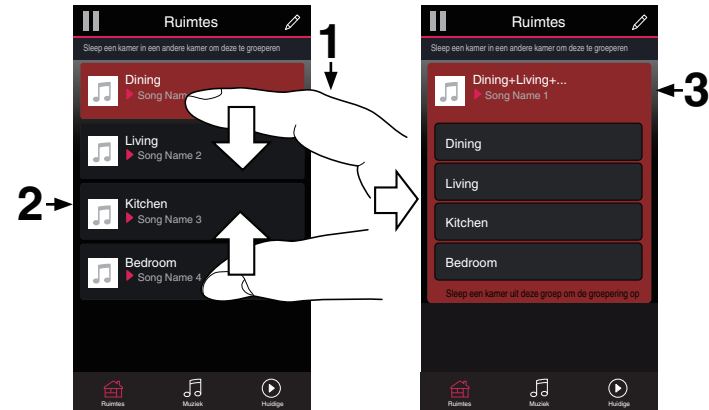 Ruimtes
Sleep een kamer in een andere kamer om deze te groeperen
1
Dining
Song Nam
Living
Song Name 2
2
Kitchen
Song Name 3
Bedroom
Song Name 4
Ruimtes
Muziek
Huidige
Ruimtes
Sleep een kamer in een andere kamer om deze te groeperen
Dining+Living+...
Song Name 1
3
Dining
Living
Kitchen
Bedroom
Sleep een kamer uit deze groep om de groepering op
Ruimtes
Muziek
Huidige